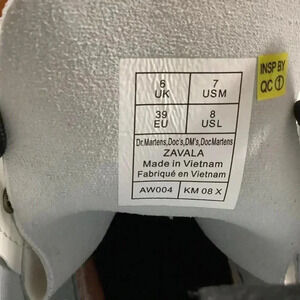 6 UK 7 USM
39 EU 8 USL
Dr.Martens,Doc's,DM's,DocMartens
ZAVALA
Made in Vietnam
Fabriqué en Vietnam
AW004 KM 08 X
INSP BY
QC 1